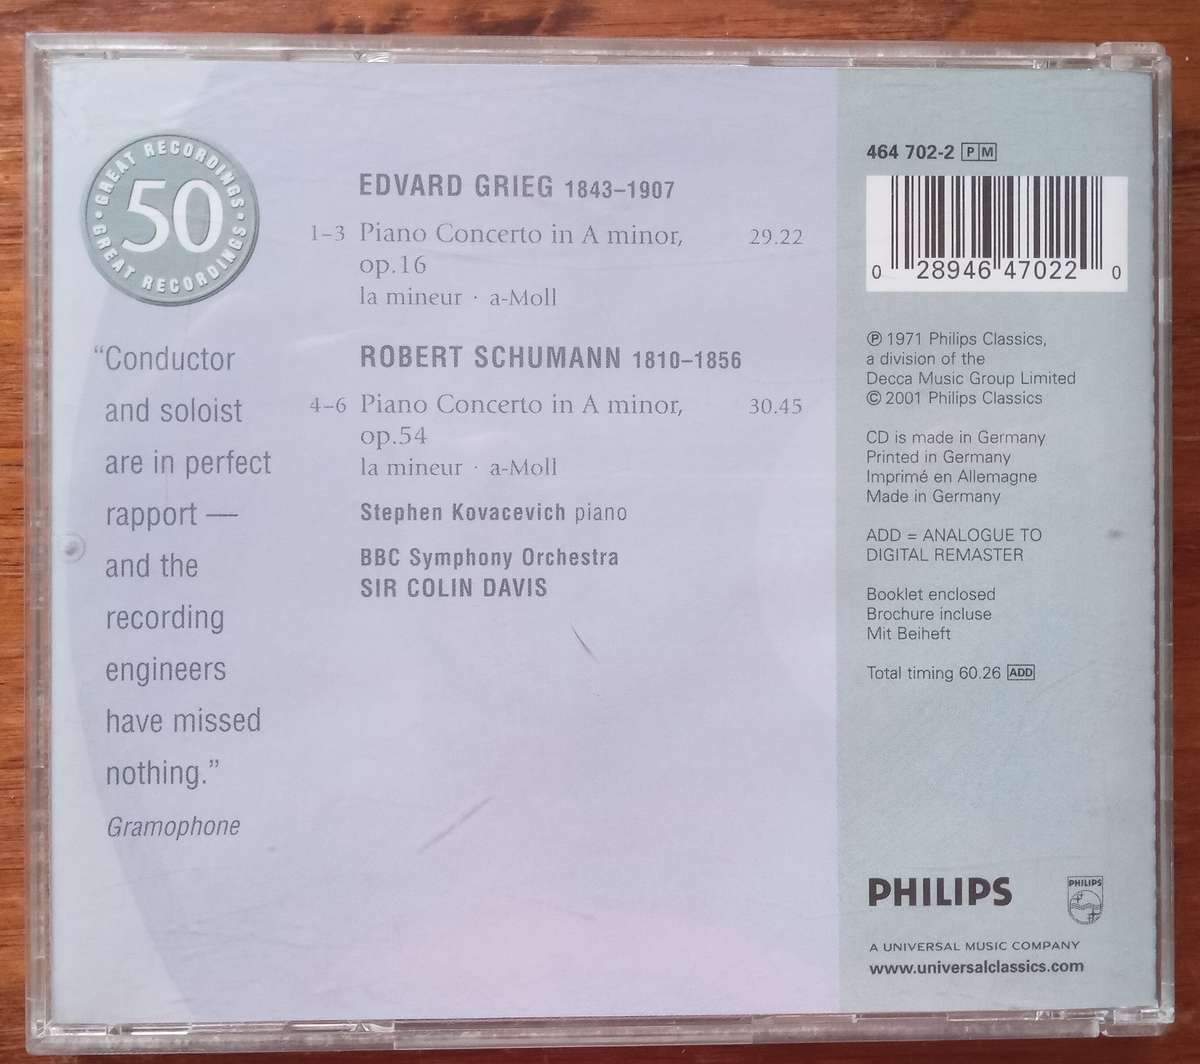 GREAT RECORDINGS
50
GREAT RECORDINGS
"Conductor
and soloist
are in perfect
rapport —
and the
recording
engineers
have missed
nothing."
Gramophone
EDVARD GRIEG 1843–1907
1–3 Piano Concerto in A minor, 29.22
op.16
la mineur · a-Moll
ROBERT SCHUMANN 1810–1856
4–6 Piano Concerto in A minor, 30.45
op.54
la mineur · a-Moll
Stephen Kovacevich piano
BBC Symphony Orchestra
SIR COLIN DAVIS
464 702-2 PM
0 28946 47022 0
℗ 1971 Philips Classics,
a division of the
Decca Music Group Limited
© 2001 Philips Classics
CD is made in Germany
Printed in Germany
Imprimé en Allemagne
Made in Germany
ADD = ANALOGUE TO
DIGITAL REMASTER
Booklet enclosed
Brochure incluse
Mit Beiheft
Total timing 60.26 ADD
PHILIPS
PHILIPS
A UNIVERSAL MUSIC COMPANY
www.universalclassics.com